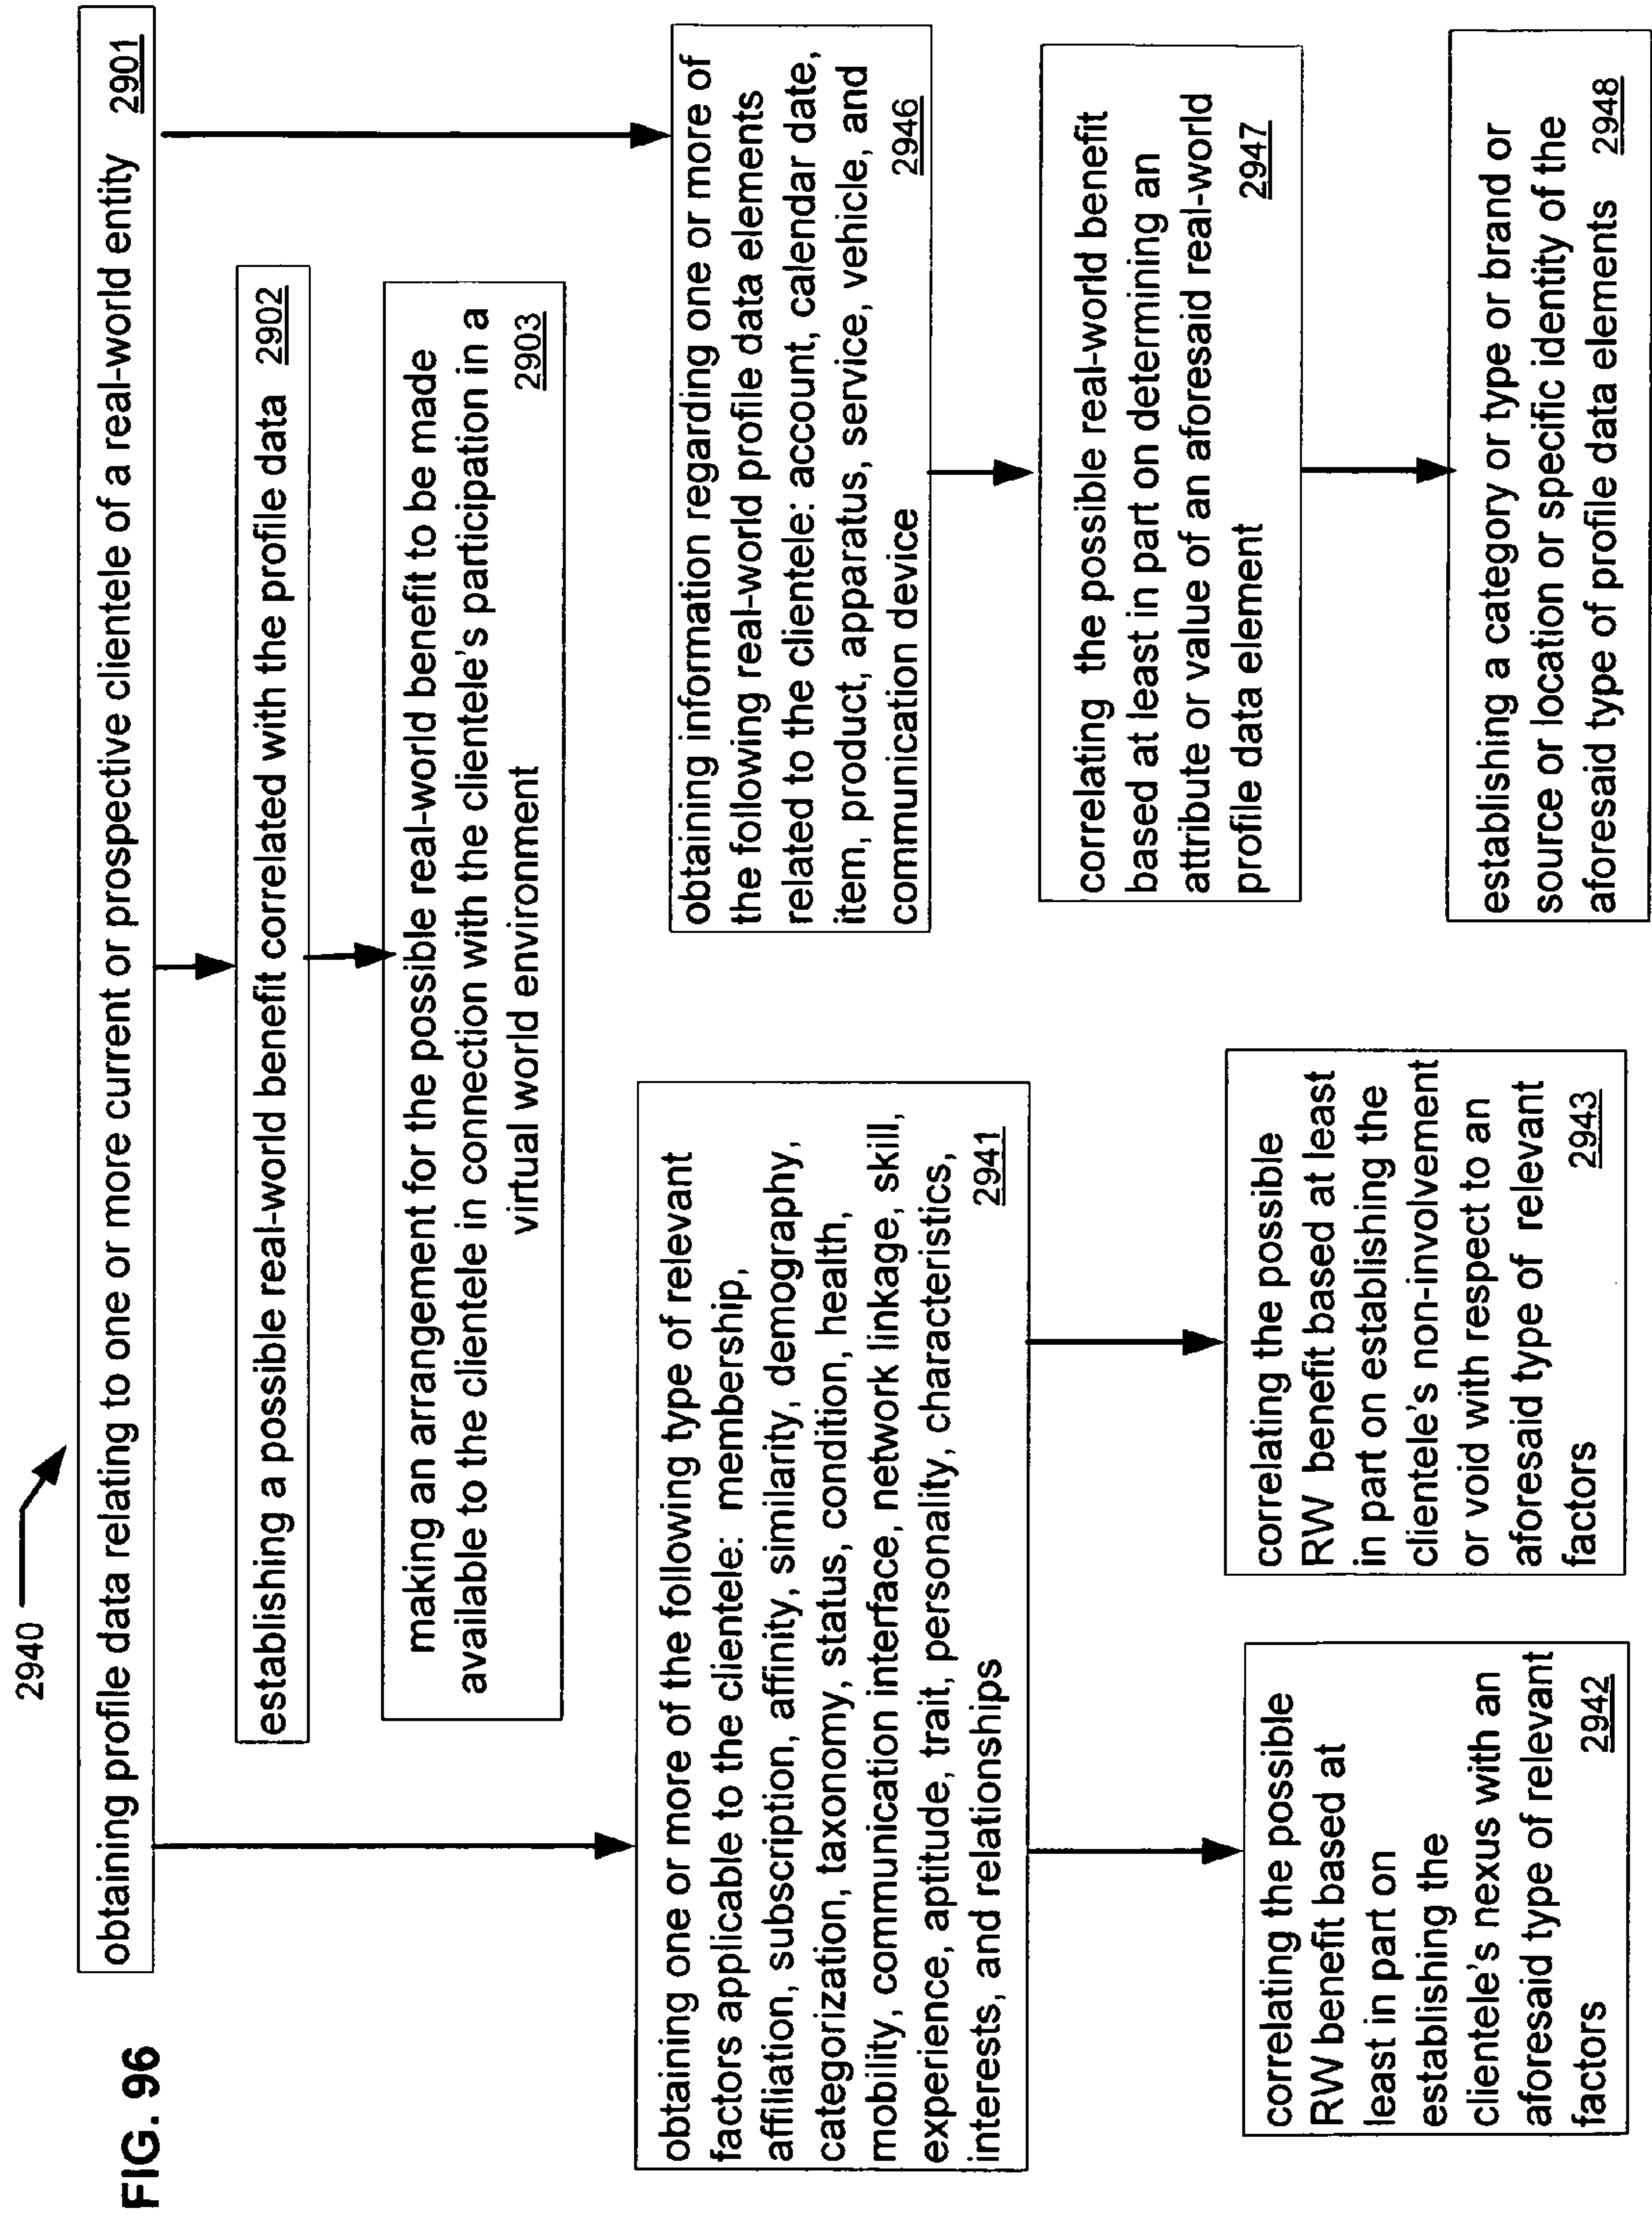 FIG. 96
2940
obtaining profile data relating to one or more current or prospective clientele of a real-world entity 2901
establishing a possible real-world benefit correlated with the profile data 2902
making an arrangement for the possible real-world benefit to be made
available to the clientele in connection with the clientele's participation in a
virtual world environment 2903
obtaining one or more of the following type of relevant
factors applicable to the clientele: membership,
affiliation, subscription, affinity, similarity, demography,
categorization, taxonomy, status, condition, health,
mobility, communication interface, network linkage, skill,
experience, aptitude, trait, personality, characteristics,
interests, and relationships 2941
correlating the possible
RW benefit based at
least in part on
establishing the
clientele's nexus with an
aforesaid type of relevant
factors 2942
correlating the possible
RW benefit based at least
in part on establishing the
clientele's non-involvement
or void with respect to an
aforesaid type of relevant
factors 2943
obtaining information regarding one or more of
the following real-world profile data elements
related to the clientele: account, calendar date,
item, product, apparatus, service, vehicle, and
communication device 2946
correlating the possible real-world benefit
based at least in part on determining an
attribute or value of an aforesaid real-world
profile data element 2947
establishing a category or type or brand or
source or location or specific identity of the
aforesaid type of profile data elements 2948